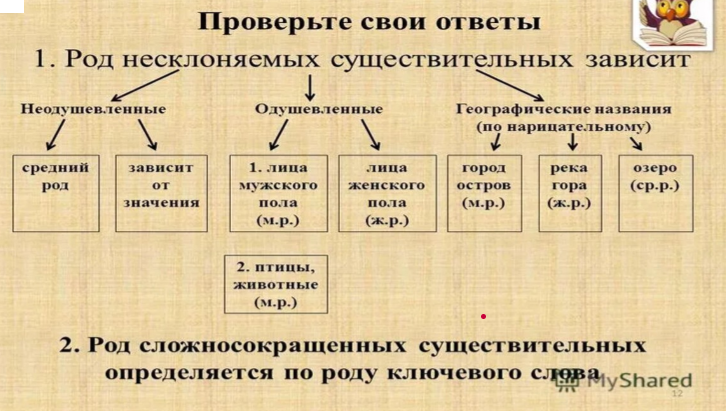 Проверьте свои ответы
1. Род несклоняемых существительных зависит
Неодушевленные
Одушевленные
Географические названия
(по нарицательному)
средний
род
зависит
от
значения
1. лица
мужского
пола
(м.р.)
лица
женского
пола
(ж.р.)
город
остров
(м.р.)
река
гора
(ж.р.)
озеро
(ср.р.)
2. птицы,
животные
(м.р.)
2. Род сложносокращенных существительных
определяется по роду ключевого слова
MyShared
12